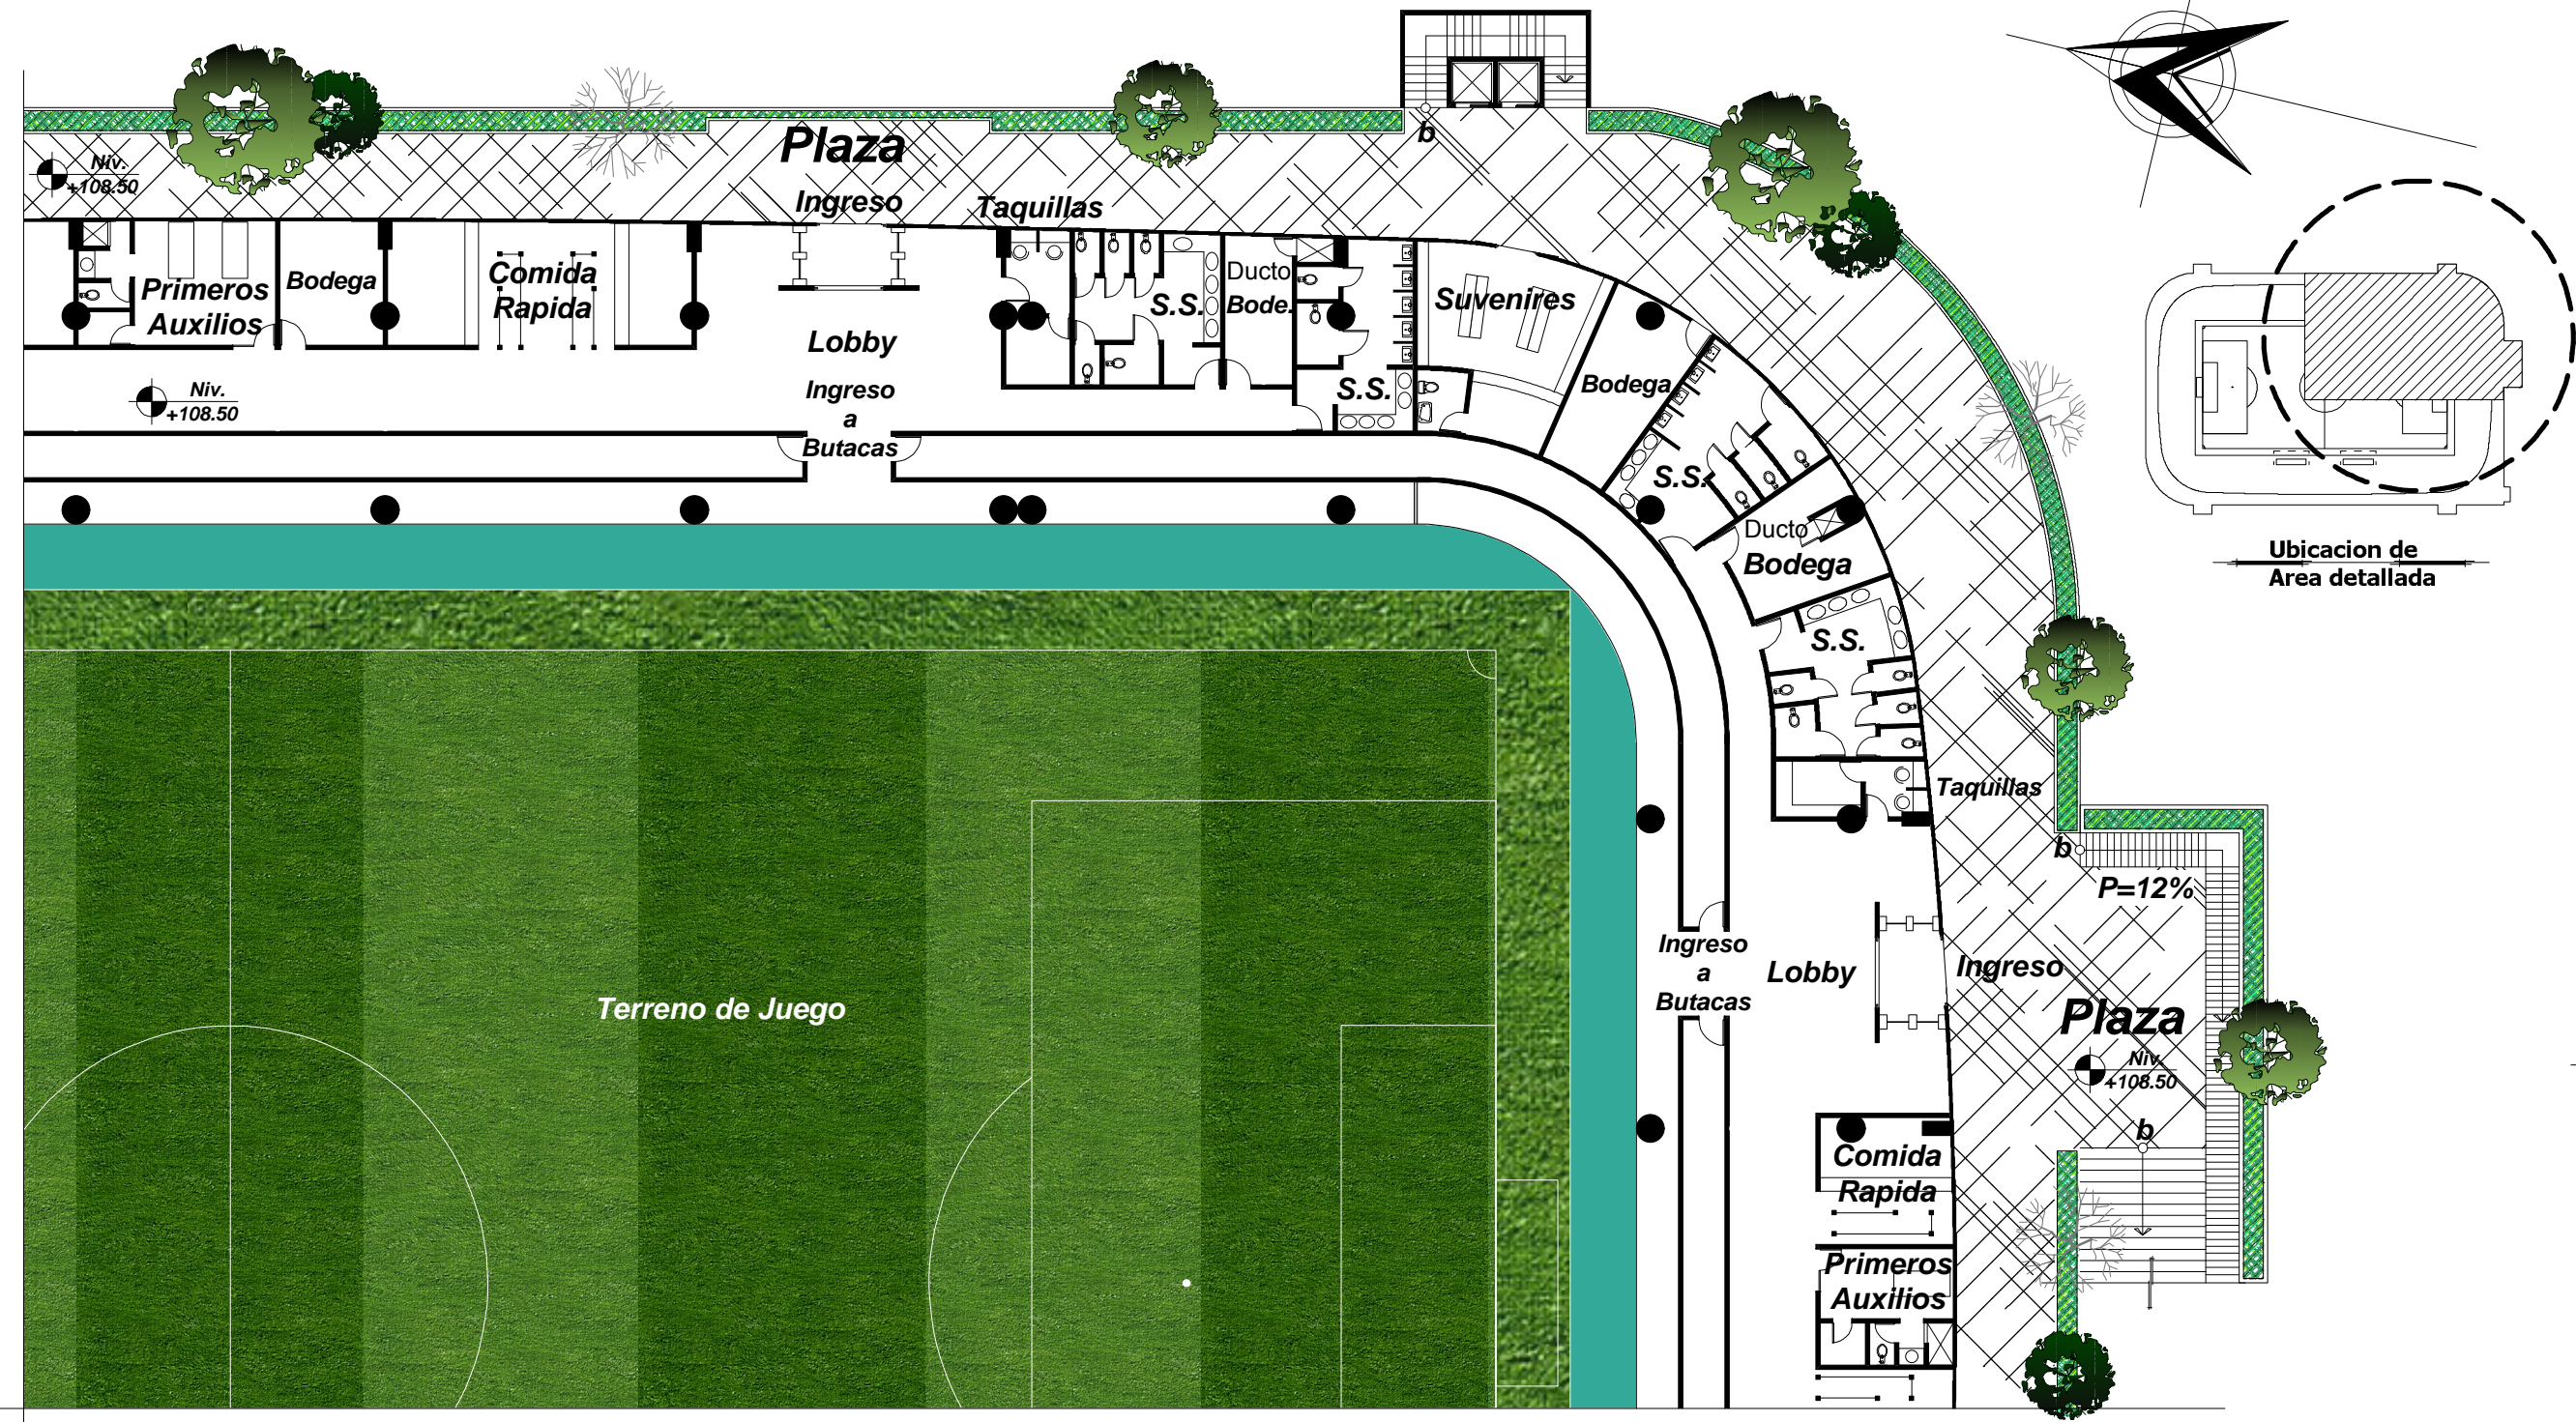 b
Plaza
Niv.
+108.50
Ingreso
Taquillas
Primeros
Auxilios
Bodega
Comida
Rapida
Lobby
Ingreso
a
Butacas
Niv.
+108.50
S.S.
Ducto
Bode.
S.S.
Suvenires
Bodega
S.S.
Ducto
Bodega
S.S.
Taquillas
Ubicacion de
Area detallada
b
P=12%
Ingreso
a
Butacas
Lobby
Ingreso
Plaza
Niv.
+108.50
b
Terreno de Juego
Comida
Rapida
Primeros
Auxilios